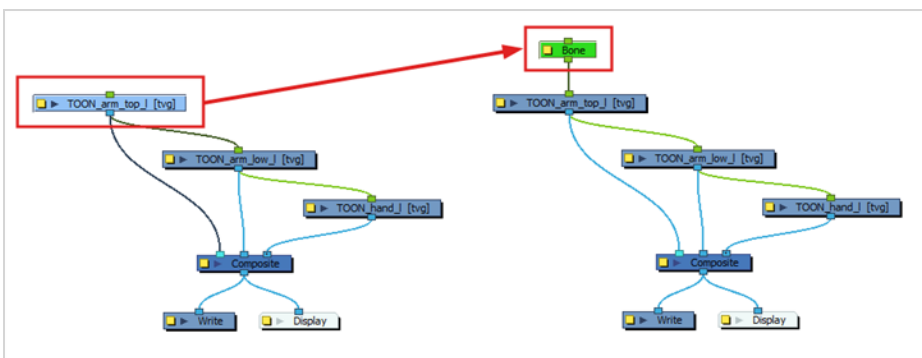 Bone
TOON_arm_top_l [tvg]
TOON_arm_top_l [tvg]
TOON_arm_low_l [tvg]
TOON_arm_low_l [tvg]
TOON_hand_l [tvg]
TOON_hand_l [tvg]
Composite
Composite
Write
Display
Write
Display